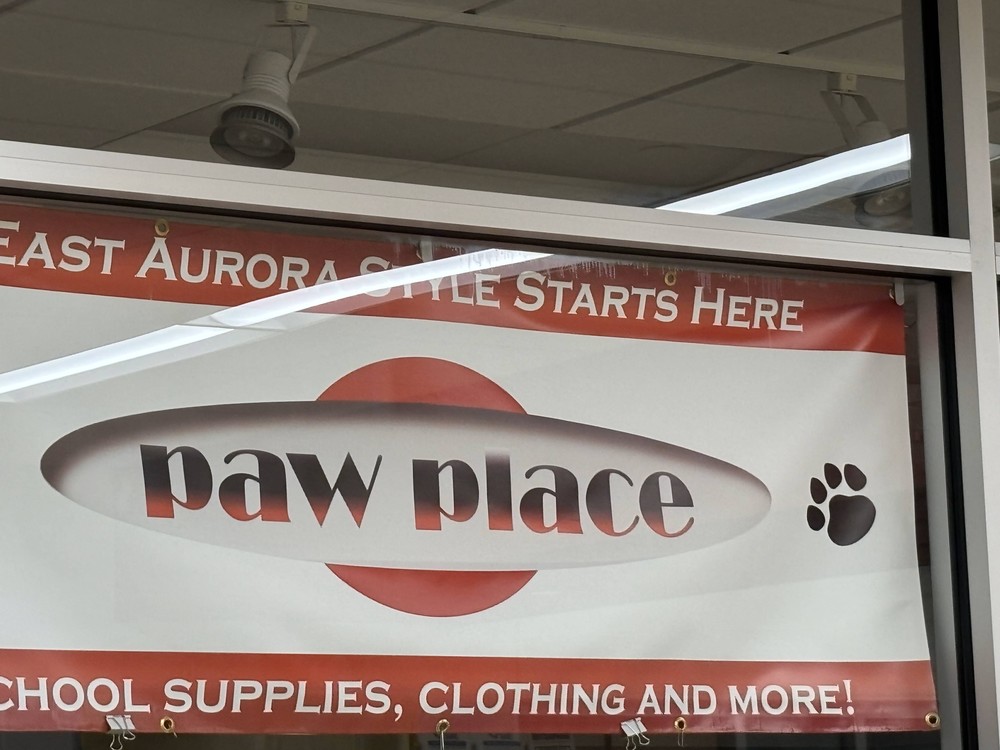 EAST AURORA STYLE STARTS HERE
paw place
CHOOL SUPPLIES, CLOTHING AND MORE!